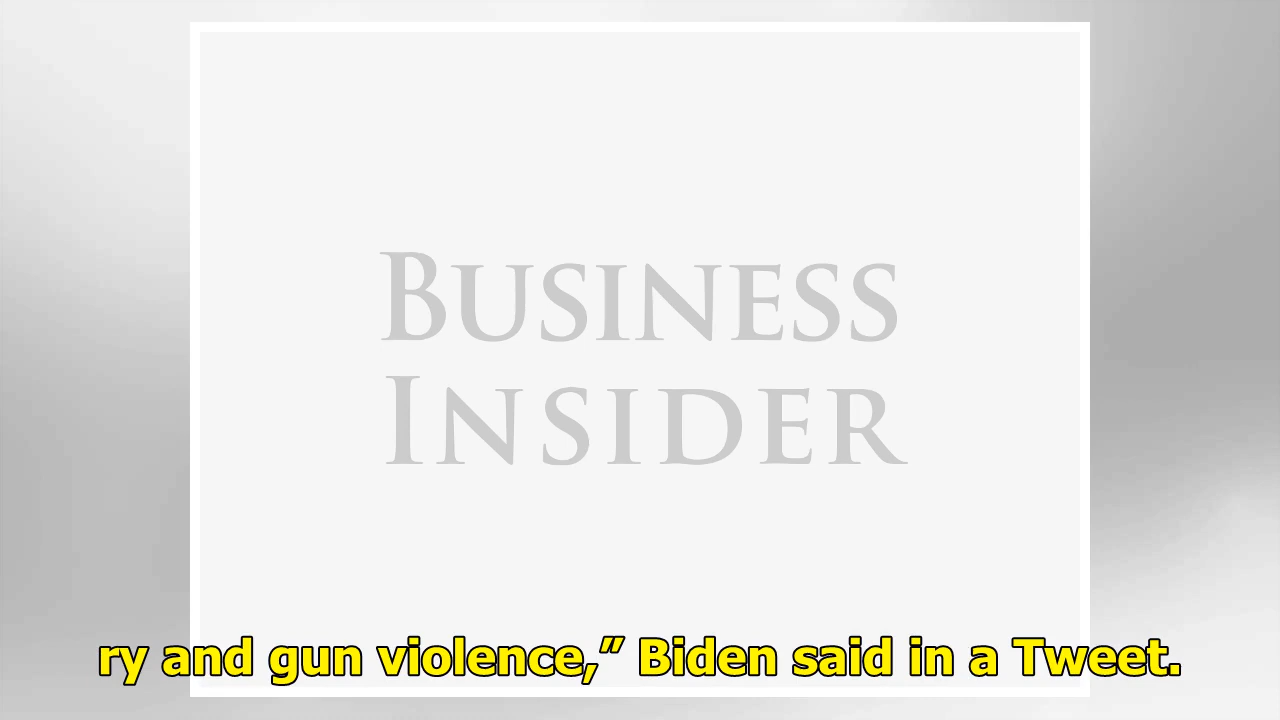 BUSINESS
INSIDER
ry and gun violence,” Biden said in a Tweet.